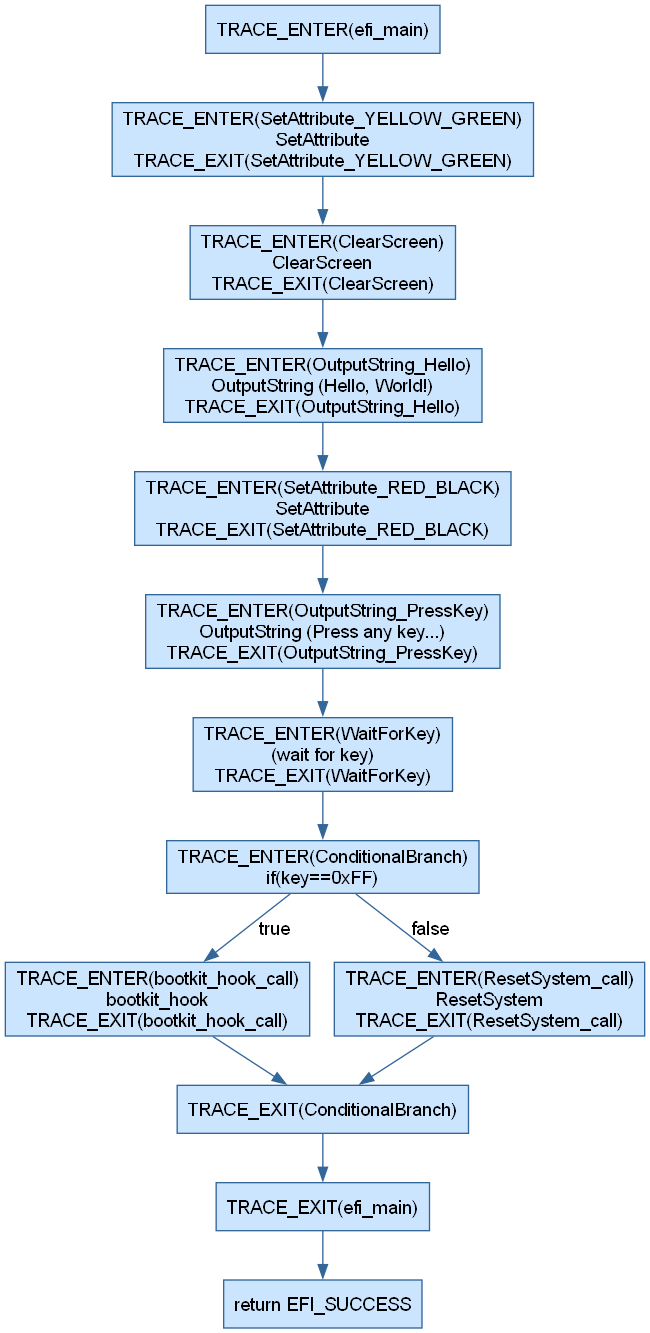 TRACE_ENTER(efi_main)
TRACE_ENTER(SetAttribute_YELLOW_GREEN)
SetAttribute
TRACE_EXIT(SetAttribute_YELLOW_GREEN)
TRACE_ENTER(ClearScreen)
ClearScreen
TRACE_EXIT(ClearScreen)
TRACE_ENTER(OutputString_Hello)
OutputString (Hello, World!)
TRACE_EXIT(OutputString_Hello)
TRACE_ENTER(SetAttribute_RED_BLACK)
SetAttribute
TRACE_EXIT(SetAttribute_RED_BLACK)
TRACE_ENTER(OutputString_PressKey)
OutputString (Press any key...)
TRACE_EXIT(OutputString_PressKey)
TRACE_ENTER(WaitForKey)
(wait for key)
TRACE_EXIT(WaitForKey)
TRACE_ENTER(ConditionalBranch)
if(key==0xFF)
true
false
TRACE_ENTER(bootkit_hook_call)
bootkit_hook
TRACE_EXIT(bootkit_hook_call)
TRACE_ENTER(ResetSystem_call)
ResetSystem
TRACE_EXIT(ResetSystem_call)
TRACE_EXIT(ConditionalBranch)
TRACE_EXIT(efi_main)
return EFI_SUCCESS